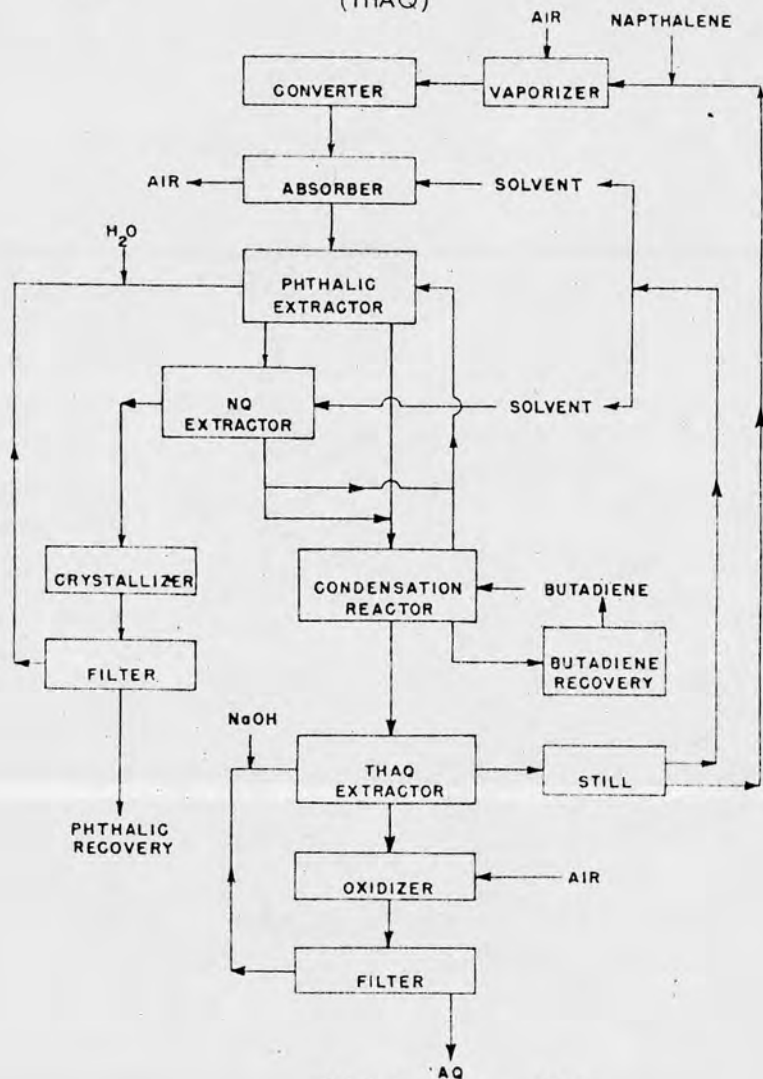 (THAQ)
AIR
NAPTHALENE
CONVERTER
VAPORIZER
AIR
ABSORBER
SOLVENT
H2O
PHTHALIC
EXTRACTOR
NQ
EXTRACTOR
SOLVENT
CRYSTALLIZER
CONDENSATION
REACTOR
BUTADIENE
FILTER
BUTADIENE
RECOVERY
NaOH
THAQ
EXTRACTOR
STILL
PHTHALIC
RECOVERY
OXIDIZER
AIR
FILTER
AQ